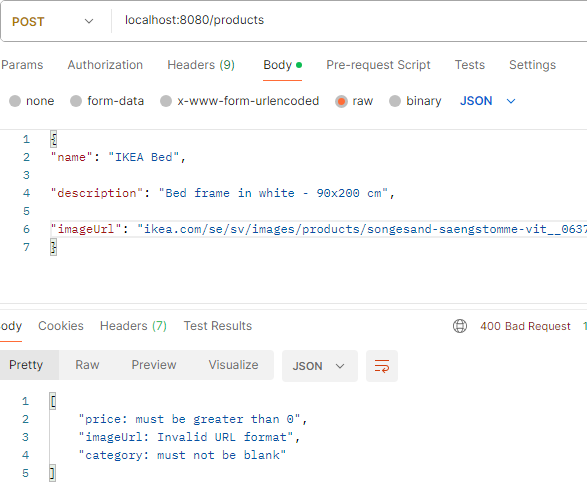 POST localhost:8080/products
Params Authorization Headers (9) Body Pre-request Script Tests Settings
none form-data x-www-form-urlencoded raw binary JSON
1 {
2 "name": "IKEA Bed",
3
4 "description": "Bed frame in white - 90x200 cm",
5
6 "imageUrl": "ikea.com/se/sv/images/products/songesand-saengstomme-vit__0637
7 }
ody Cookies Headers (7) Test Results 400 Bad Request 1
Pretty Raw Preview Visualize JSON
1 [
2 "price: must be greater than 0",
3 "imageUrl: Invalid URL format",
4 "category: must not be blank"
5 ]